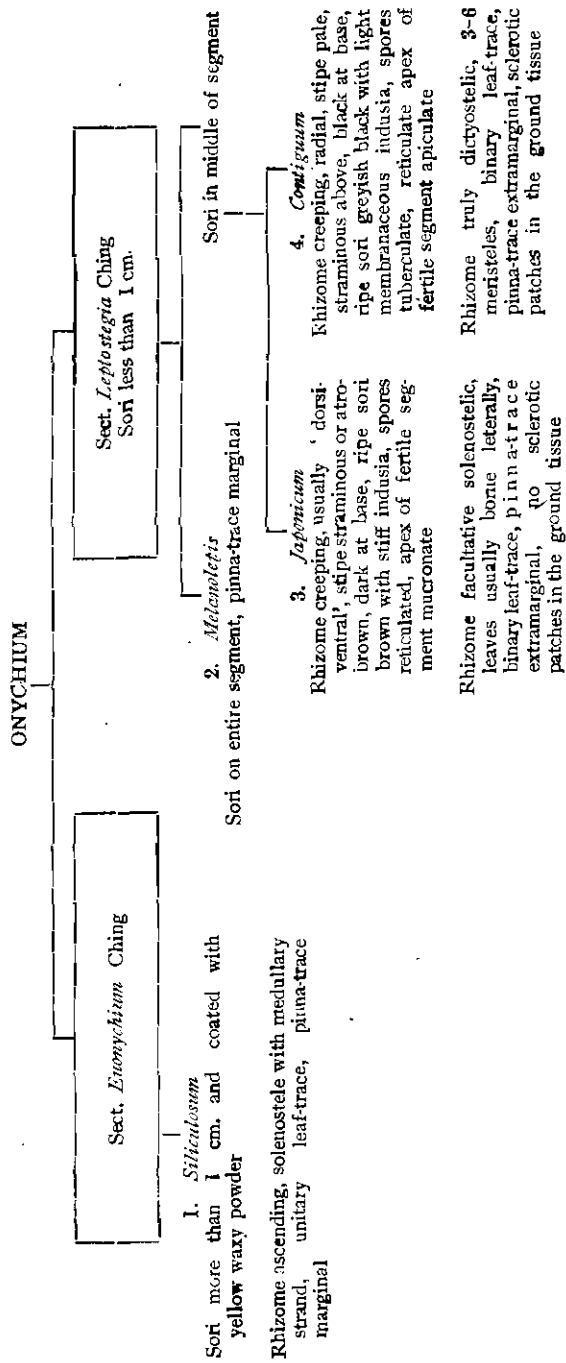 ONYCHIUM
Sect. Euonychium Ching
Sect. Leptostegia Ching
Sori less than 1 cm.
1. Siliculosum
Sori more than 1 cm. and coated with
yellow waxy powder
Rhizome ascending, solenostele with medullary
strand, unitary leaf-trace, pinna-trace
marginal
2. Melanolepis
Sori on entire segment, pinna-trace marginal
Sori in middle of segment
3. Japonicum
Rhizome creeping, usually ‘ dorsi-
ventral’, stipe straminous or atro-
brown, dark at base, ripe sori
brown with stiff indusia, spores
reticulated, apex of fertile seg-
ment mucronate
Rhizome facultative solenostelic,
leaves usually borne leterally,
binary leaf-trace, pinna-trace
extramarginal, no sclerotic
patches in the ground tissue
4. Contiguum
Rhizome creeping, radial, stipe pale,
straminous above, black at base,
ripe sori greyish black with light
membranaceous indusia, spores
tuberculate, reticulate apex of
fertile segment apiculate
Rhizome truly dictyostelic, 3-6
meristeles, binary leaf-trace,
pinna-trace extramarginal, sclerotic
patches in the ground tissue